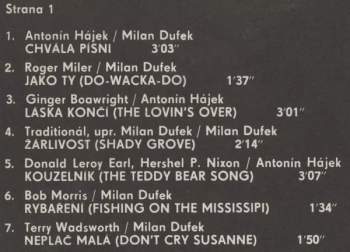 Strana 1
1. Antonín Hájek / Milan Dufek
CHVÁLA PÍSNI 3'03"
2. Roger Miler / Milan Dufek
JAKO TY (DO-WACKA-DO) 1'37"
3. Ginger Boawright / Antonín Hájek
LÁSKA KONČÍ (THE LOVIN'S OVER) 3'01"
4. Traditionál, upr. Milan Dufek / Milan Dufek
ŽÁRLIVOST (SHADY GROVE) 2'14"
5. Donald Leroy Earl, Hershel P. Nixon / Antonín Hájek
KOUZELNÍK (THE TEDDY BEAR SONG) 3'07"
6. Bob Morris / Milan Dufek
RYBAŘENÍ (FISHING ON THE MISSISSIPI) 1'34"
7. Terry Wadsworth / Milan Dufek
NEPLAČ MALÁ (DON'T CRY SUSANNE) 1'50"